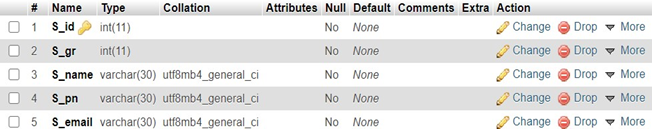 # Name Type Collation Attributes Null Default Comments Extra Action
1 S_id int(11) No None Change Drop More
2 S_gr int(11) No None Change Drop More
3 S_name varchar(30) utf8mb4_general_ci No None Change Drop More
4 S_pn varchar(30) utf8mb4_general_ci No None Change Drop More
5 S_email varchar(30) utf8mb4_general_ci No None Change Drop More